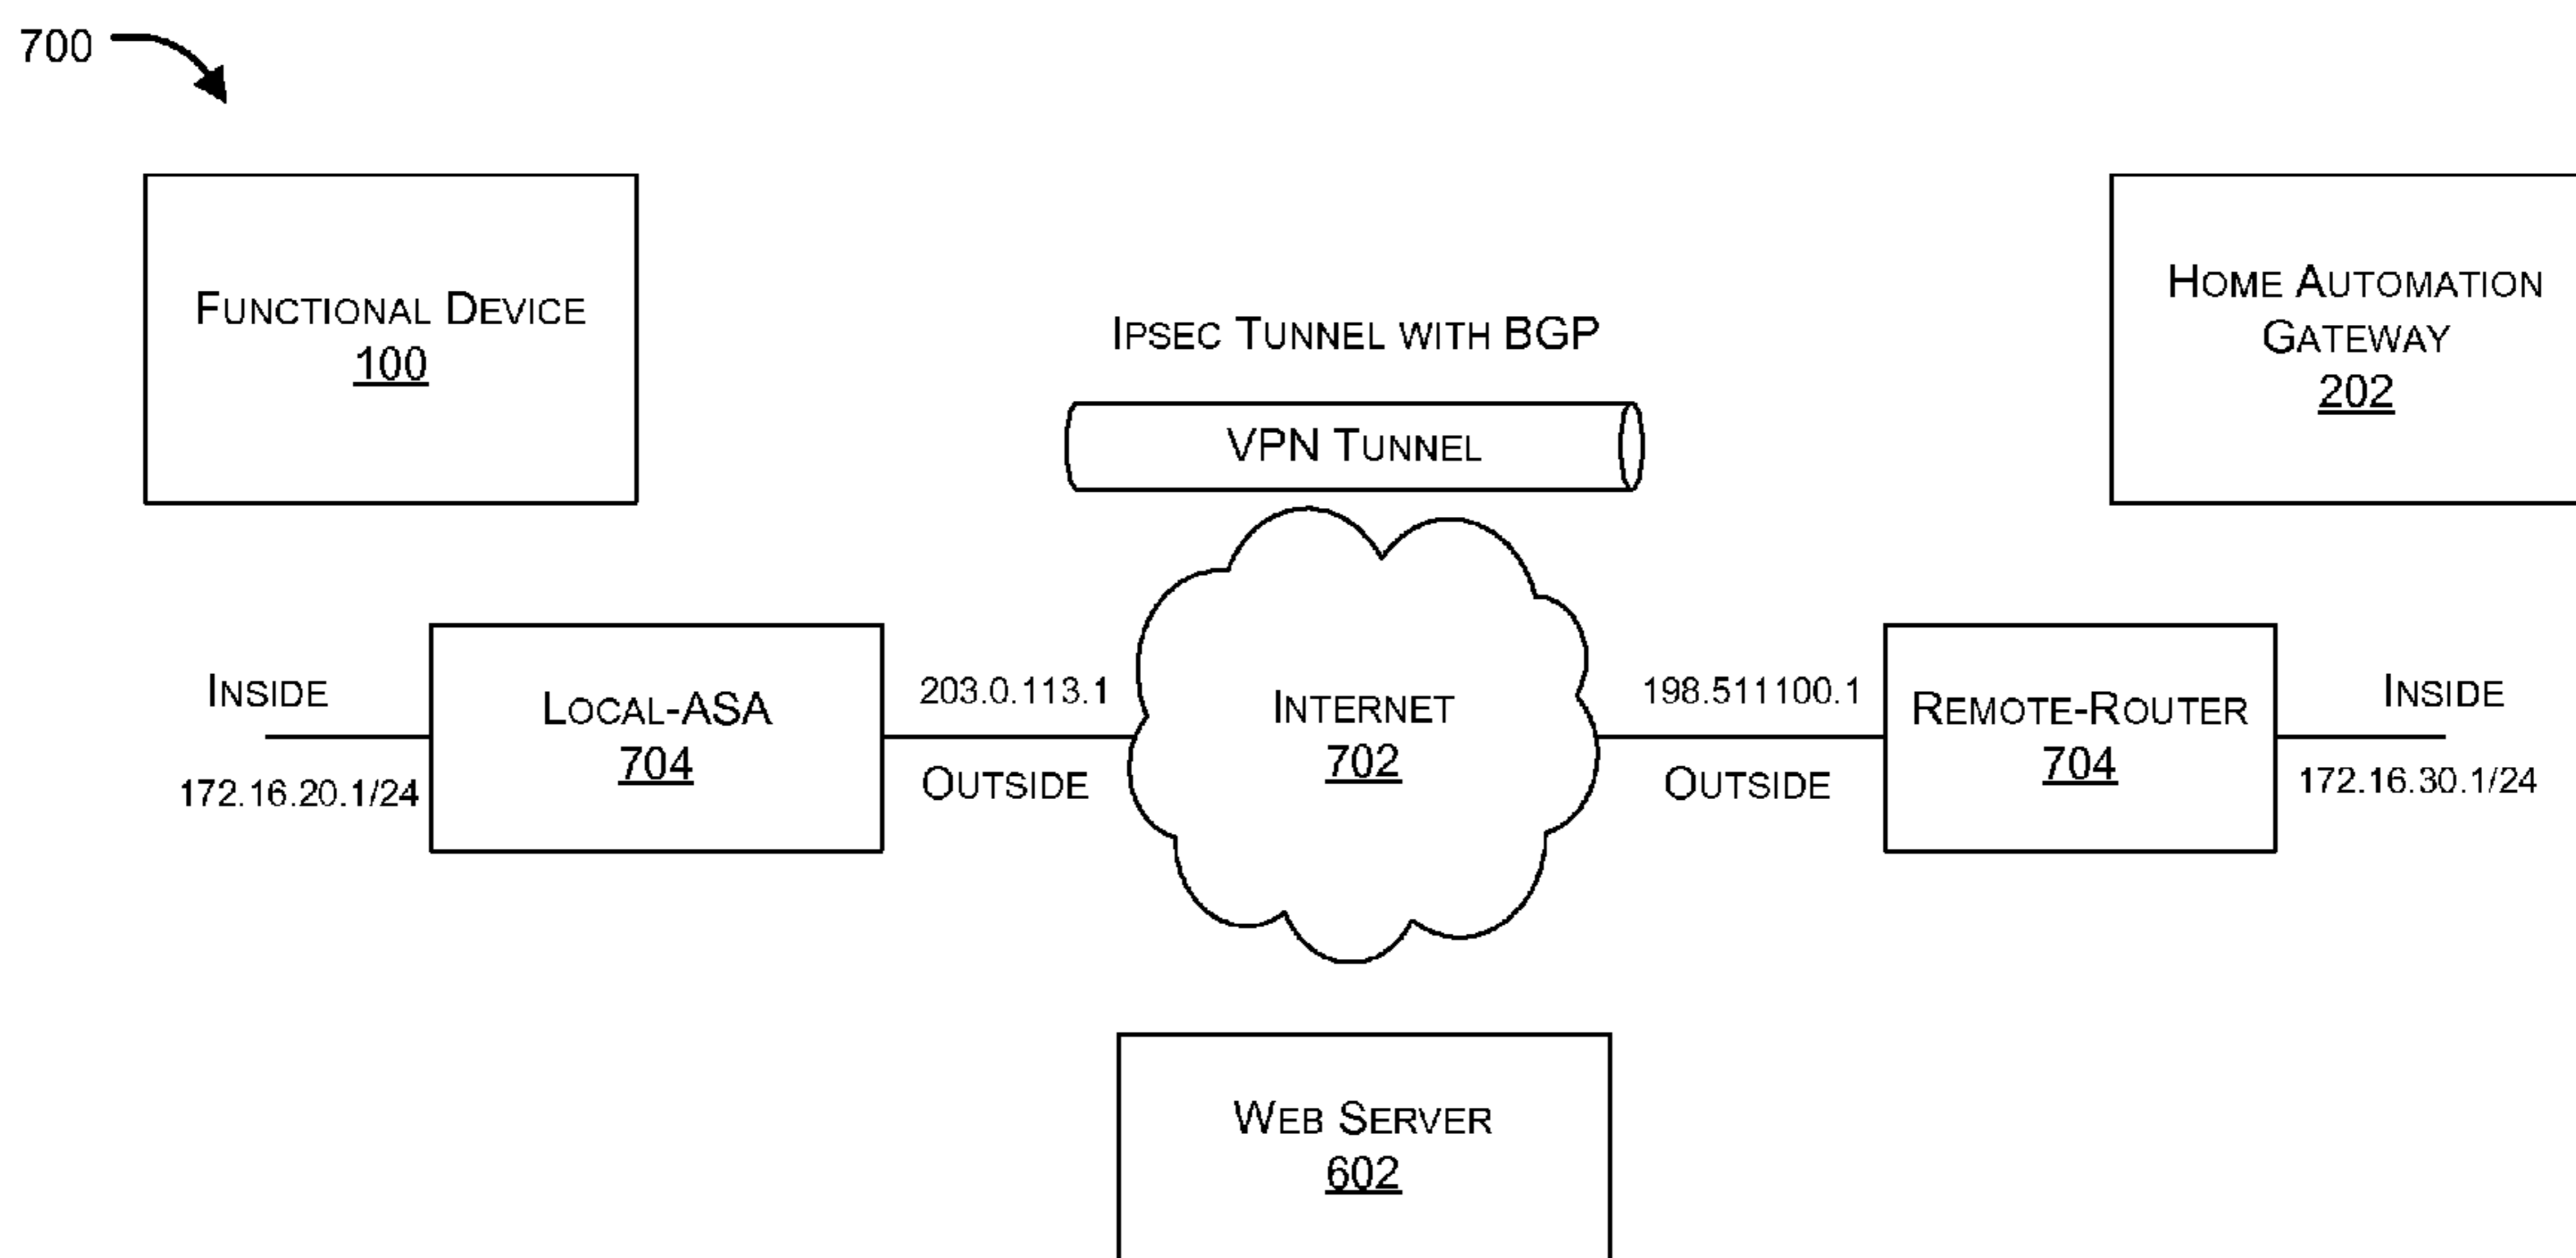 700
FUNCTIONAL DEVICE
100
HOME AUTOMATION
GATEWAY
202
IPSEC TUNNEL WITH BGP
VPN TUNNEL
INSIDE
172.16.20.1/24
LOCAL-ASA
704
203.0.113.1
OUTSIDE
INTERNET
702
198.511100.1
OUTSIDE
REMOTE-ROUTER
704
INSIDE
172.16.30.1/24
WEB SERVER
602